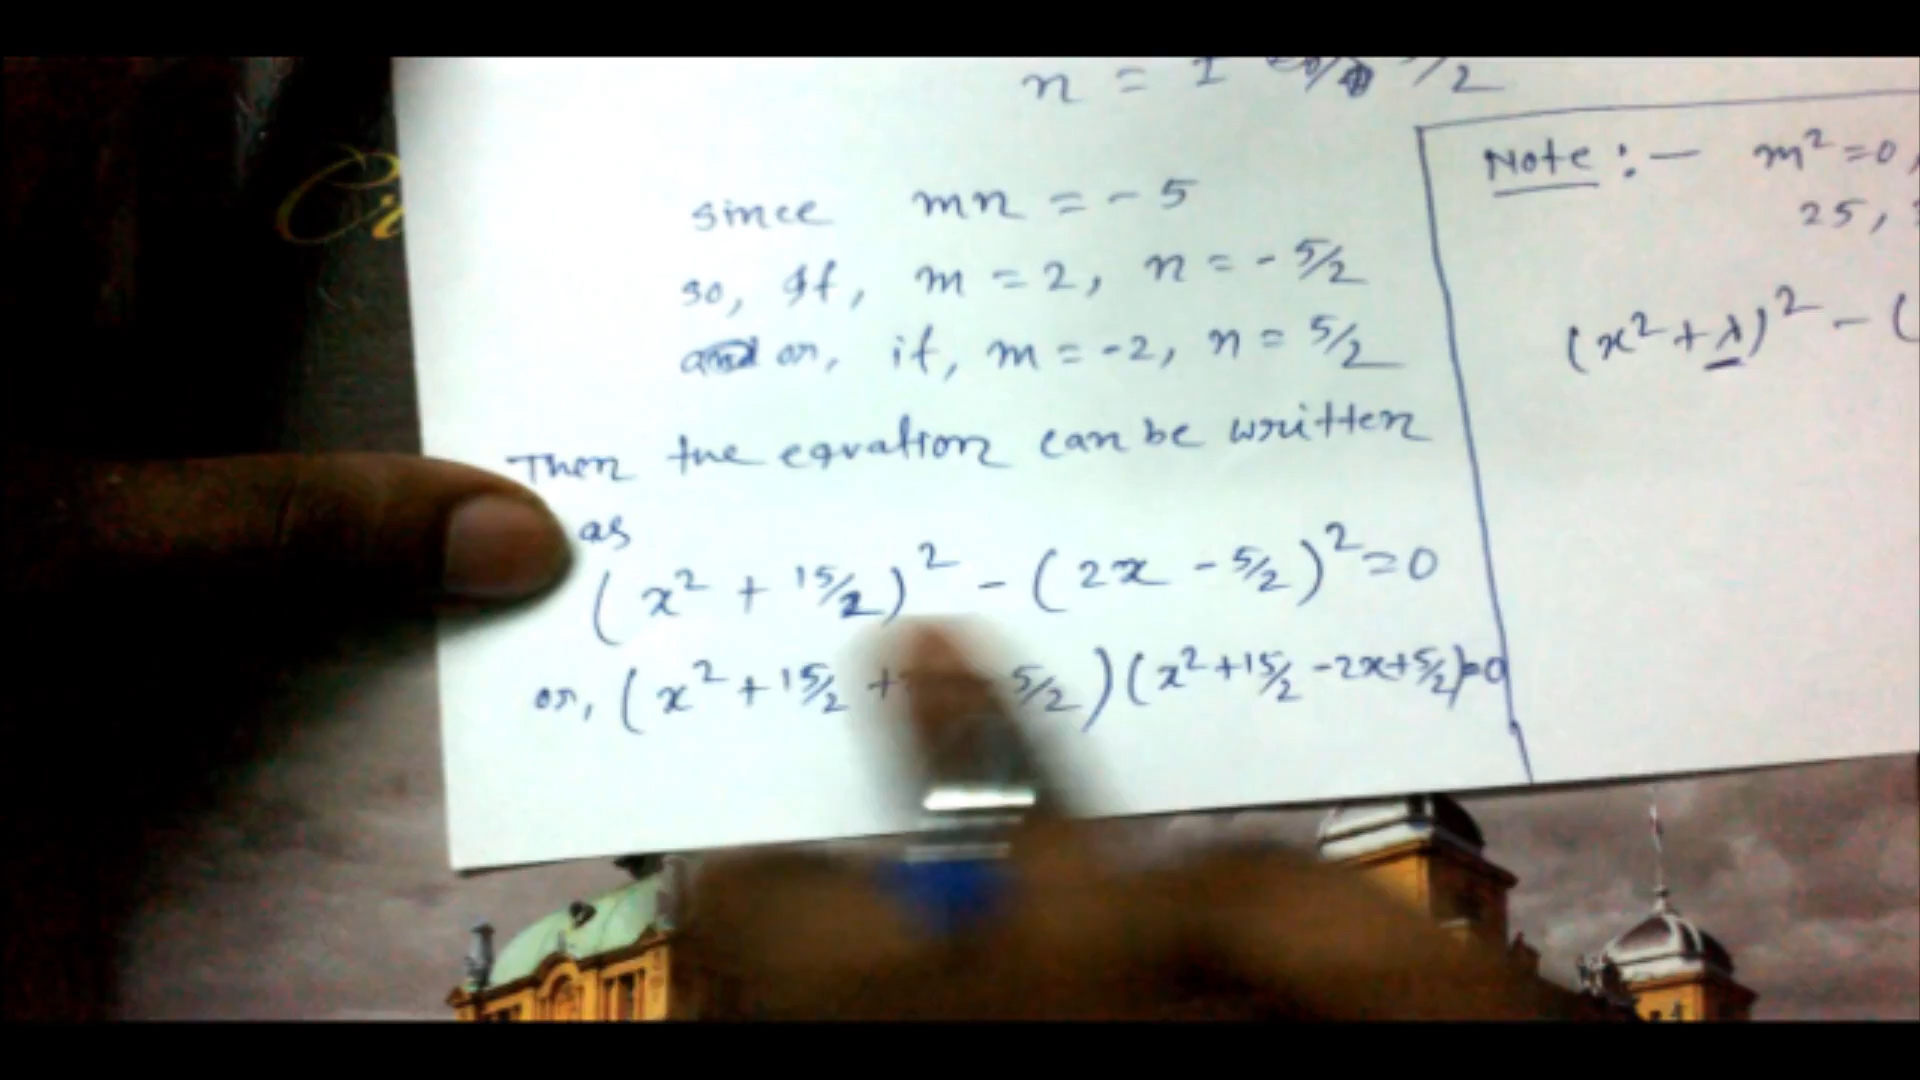 n = ± 5/2
since mn = - 5
so, if, m = 2, n = - 5/2
or, if, m = -2, n = 5/2
Then the equation can be written
as
(x² + 15/2)² - (2x - 5/2)² = 0
or, (x² + 15/2 + 5/2)(x² + 15/2 - 2x + 5/2) = 0
Note :- m² = 0,
25,
(x² + λ)² - (